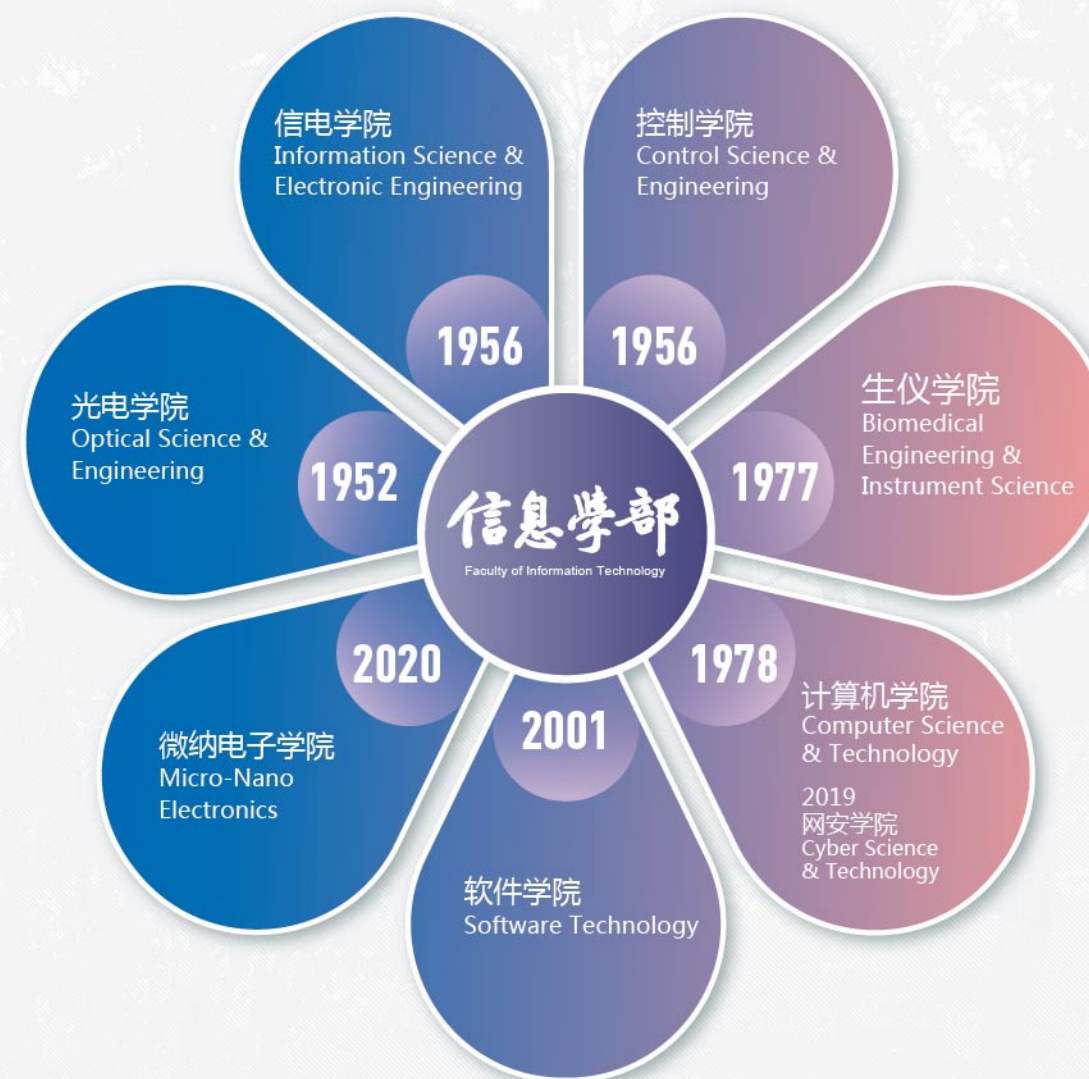 信电学院
Information Science &
Electronic Engineering
1956
控制学院
Control Science &
Engineering
1956
光电学院
Optical Science &
Engineering
1952
生仪学院
Biomedical
Engineering &
Instrument Science
1977
信息學部
Faculty of Information Technology
微纳电子学院
Micro-Nano
Electronics
2020
软件学院
Software Technology
2001
计算机学院
Computer Science
& Technology
1978
2019
网安学院
Cyber Science
& Technology